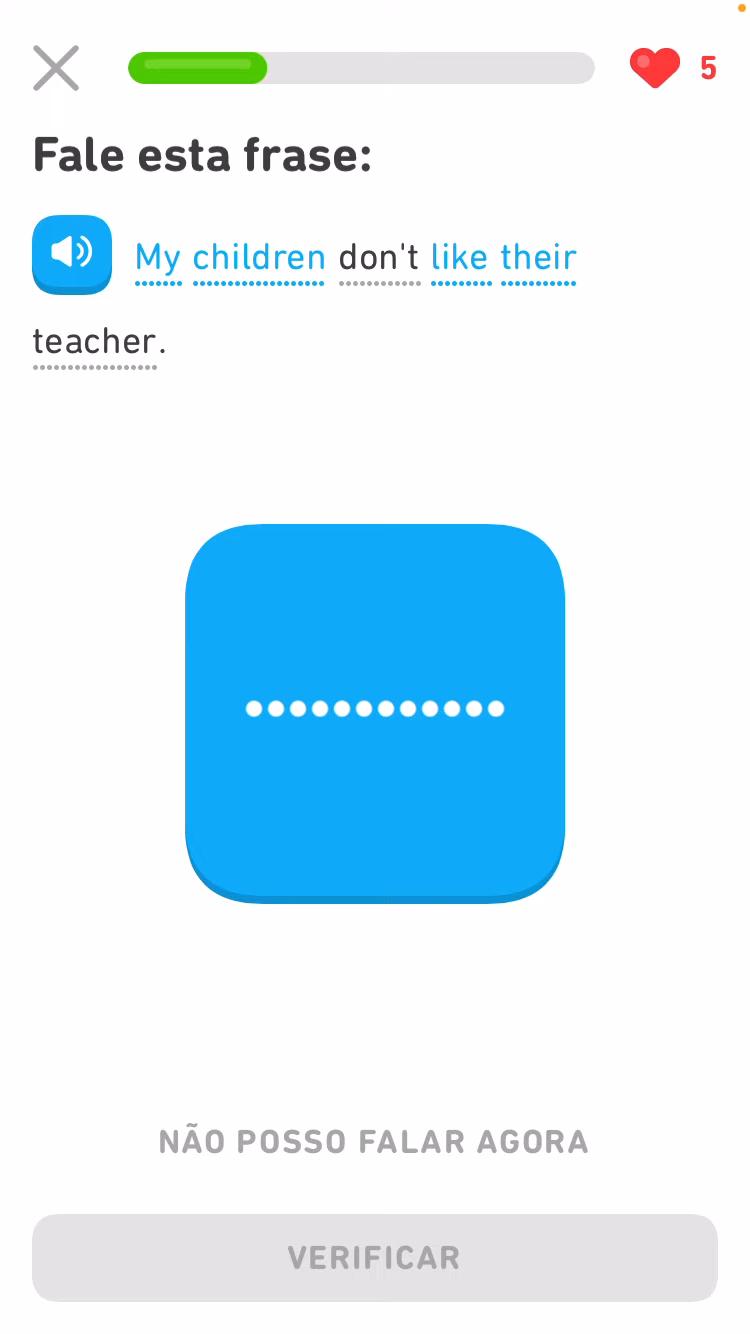 5
Fale esta frase:
My children don't like their
teacher.
NÃO POSSO FALAR AGORA
VERIFICAR